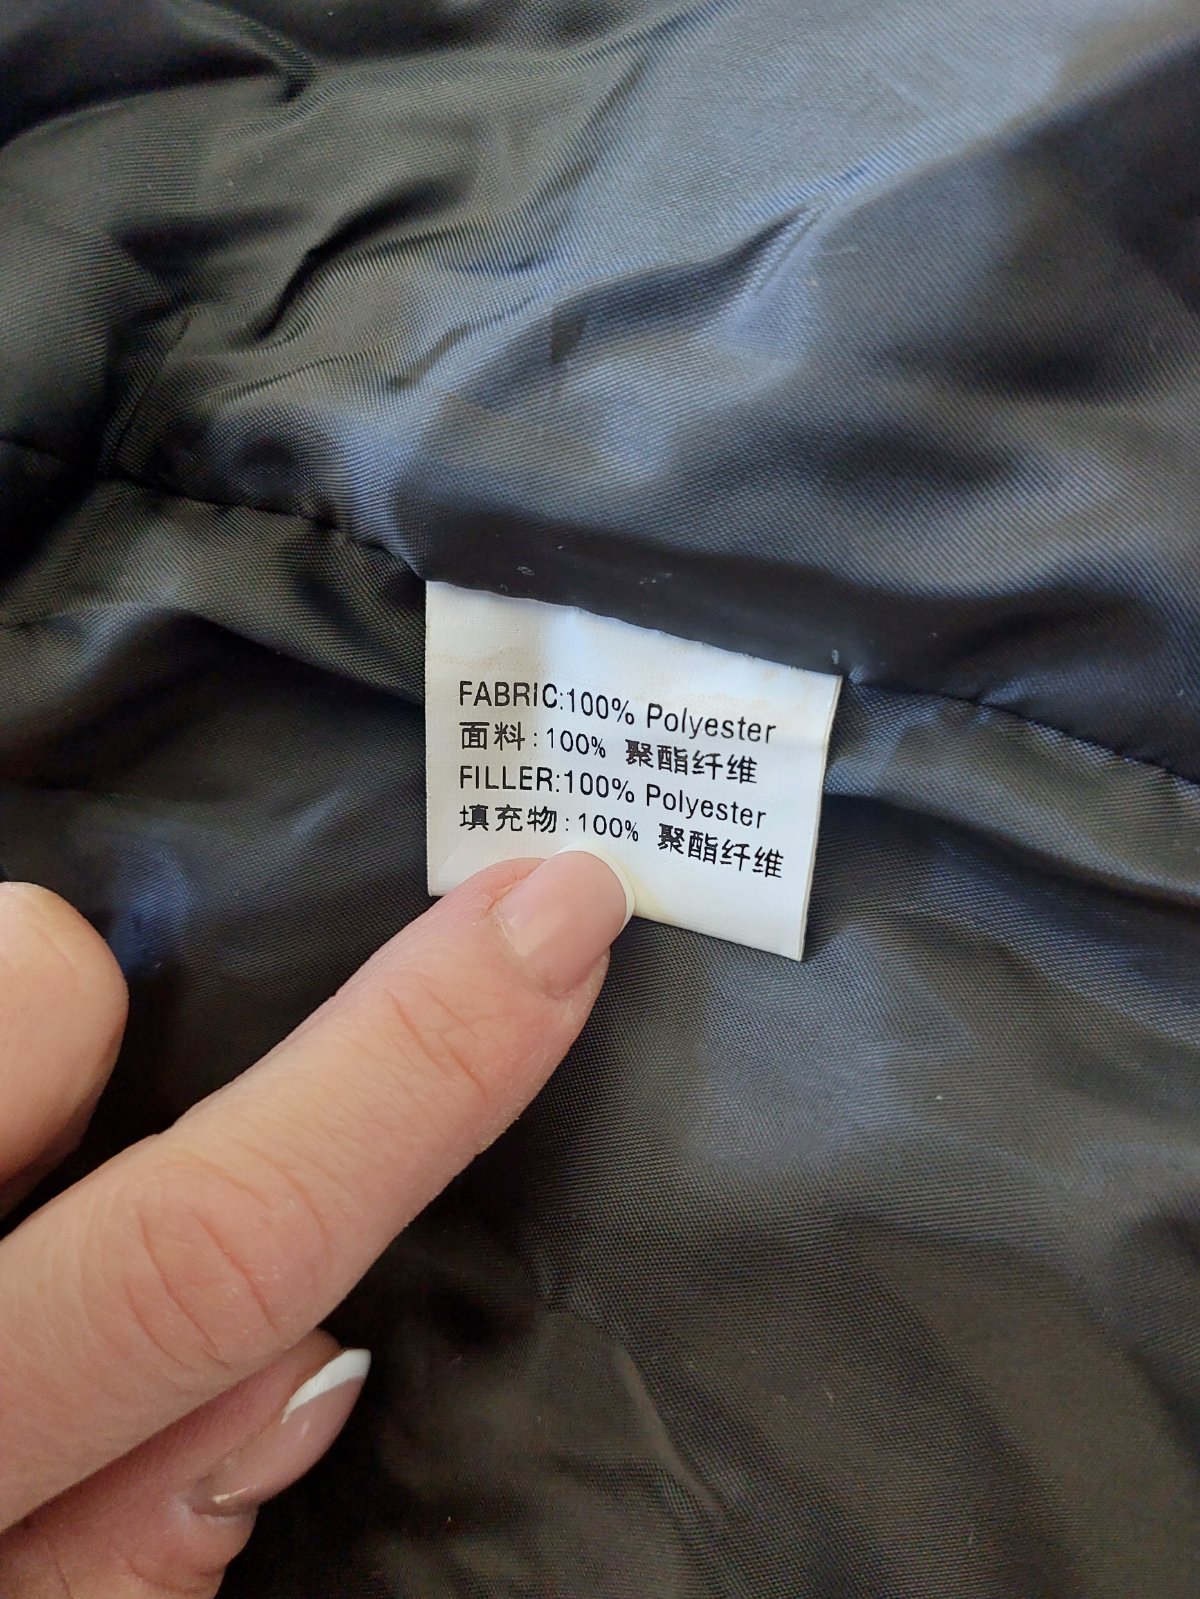 FABRIC:100% Polyester
面料:100% 聚酯纤维
FILLER:100% Polyester
填充物:100% 聚酯纤维